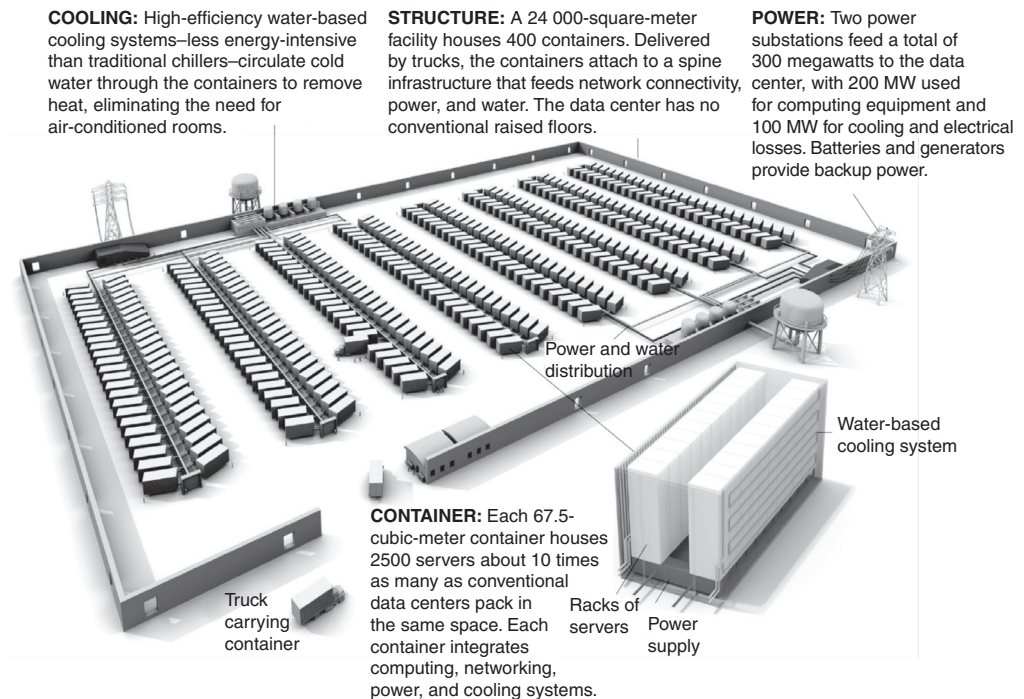 COOLING: High-efficiency water-based
cooling systems–less energy-intensive
than traditional chillers–circulate cold
water through the containers to remove
heat, eliminating the need for
air-conditioned rooms.
STRUCTURE: A 24 000-square-meter
facility houses 400 containers. Delivered
by trucks, the containers attach to a spine
infrastructure that feeds network connectivity,
power, and water. The data center has no
conventional raised floors.
POWER: Two power
substations feed a total of
300 megawatts to the data
center, with 200 MW used
for computing equipment and
100 MW for cooling and electrical
losses. Batteries and generators
provide backup power.
Power and water
distribution
Water-based
cooling system
CONTAINER: Each 67.5-
cubic-meter container houses
2500 servers about 10 times
as many as conventional
data centers pack in
the same space. Each
container integrates
computing, networking,
power, and cooling systems.
Truck
carrying
container
Racks of
servers
Power
supply